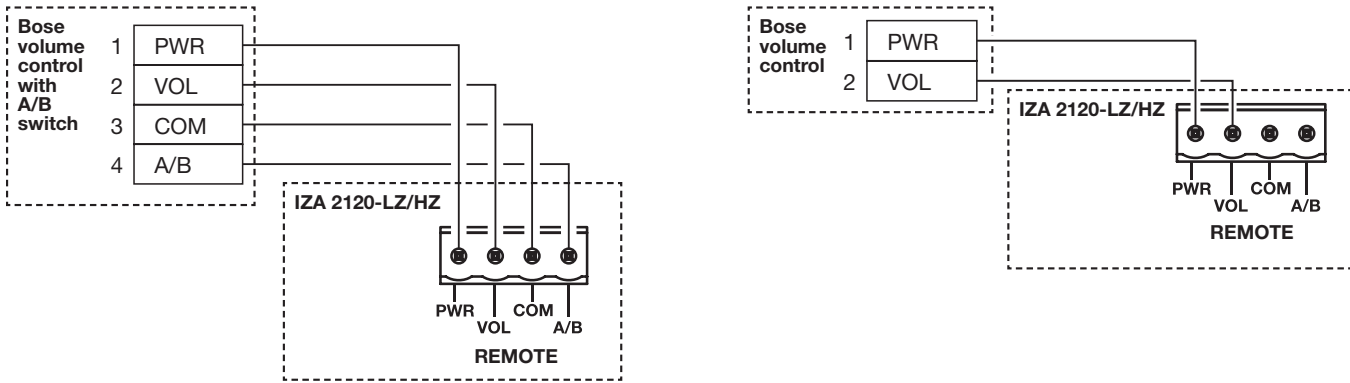 Bose
volume
control
with
A/B
switch
1 PWR
2 VOL
3 COM
4 A/B
IZA 2120-LZ/HZ
PWR
VOL
COM
A/B
REMOTE
Bose
volume
control
1 PWR
2 VOL
IZA 2120-LZ/HZ
PWR
VOL
COM
A/B
REMOTE